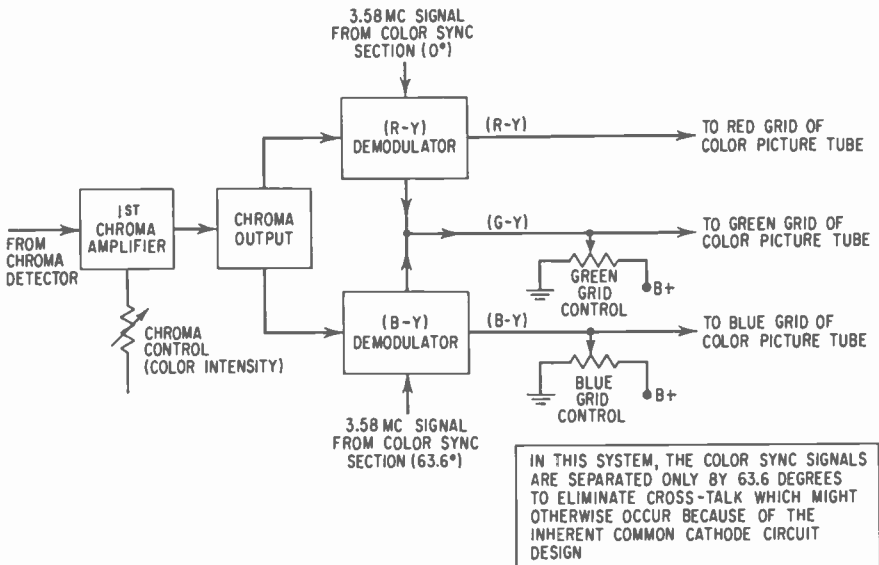 3.58 MC SIGNAL
FROM COLOR SYNC
SECTION (0°)
(R-Y)
DEMODULATOR
(R-Y)
TO RED GRID OF
COLOR PICTURE TUBE
1ST
CHROMA
AMPLIFIER
CHROMA
OUTPUT
FROM
CHROMA
DETECTOR
(G-Y)
TO GREEN GRID OF
COLOR PICTURE TUBE
GREEN
GRID
CONTROL
B+
CHROMA
CONTROL
(COLOR INTENSITY)
(B-Y)
DEMODULATOR
(B-Y)
TO BLUE GRID OF
COLOR PICTURE TUBE
BLUE
GRID
CONTROL
B+
3.58 MC SIGNAL
FROM COLOR SYNC
SECTION (63.6°)
IN THIS SYSTEM, THE COLOR SYNC SIGNALS
ARE SEPARATED ONLY BY 63.6 DEGREES
TO ELIMINATE CROSS-TALK WHICH MIGHT
OTHERWISE OCCUR BECAUSE OF THE
INHERENT COMMON CATHODE CIRCUIT
DESIGN